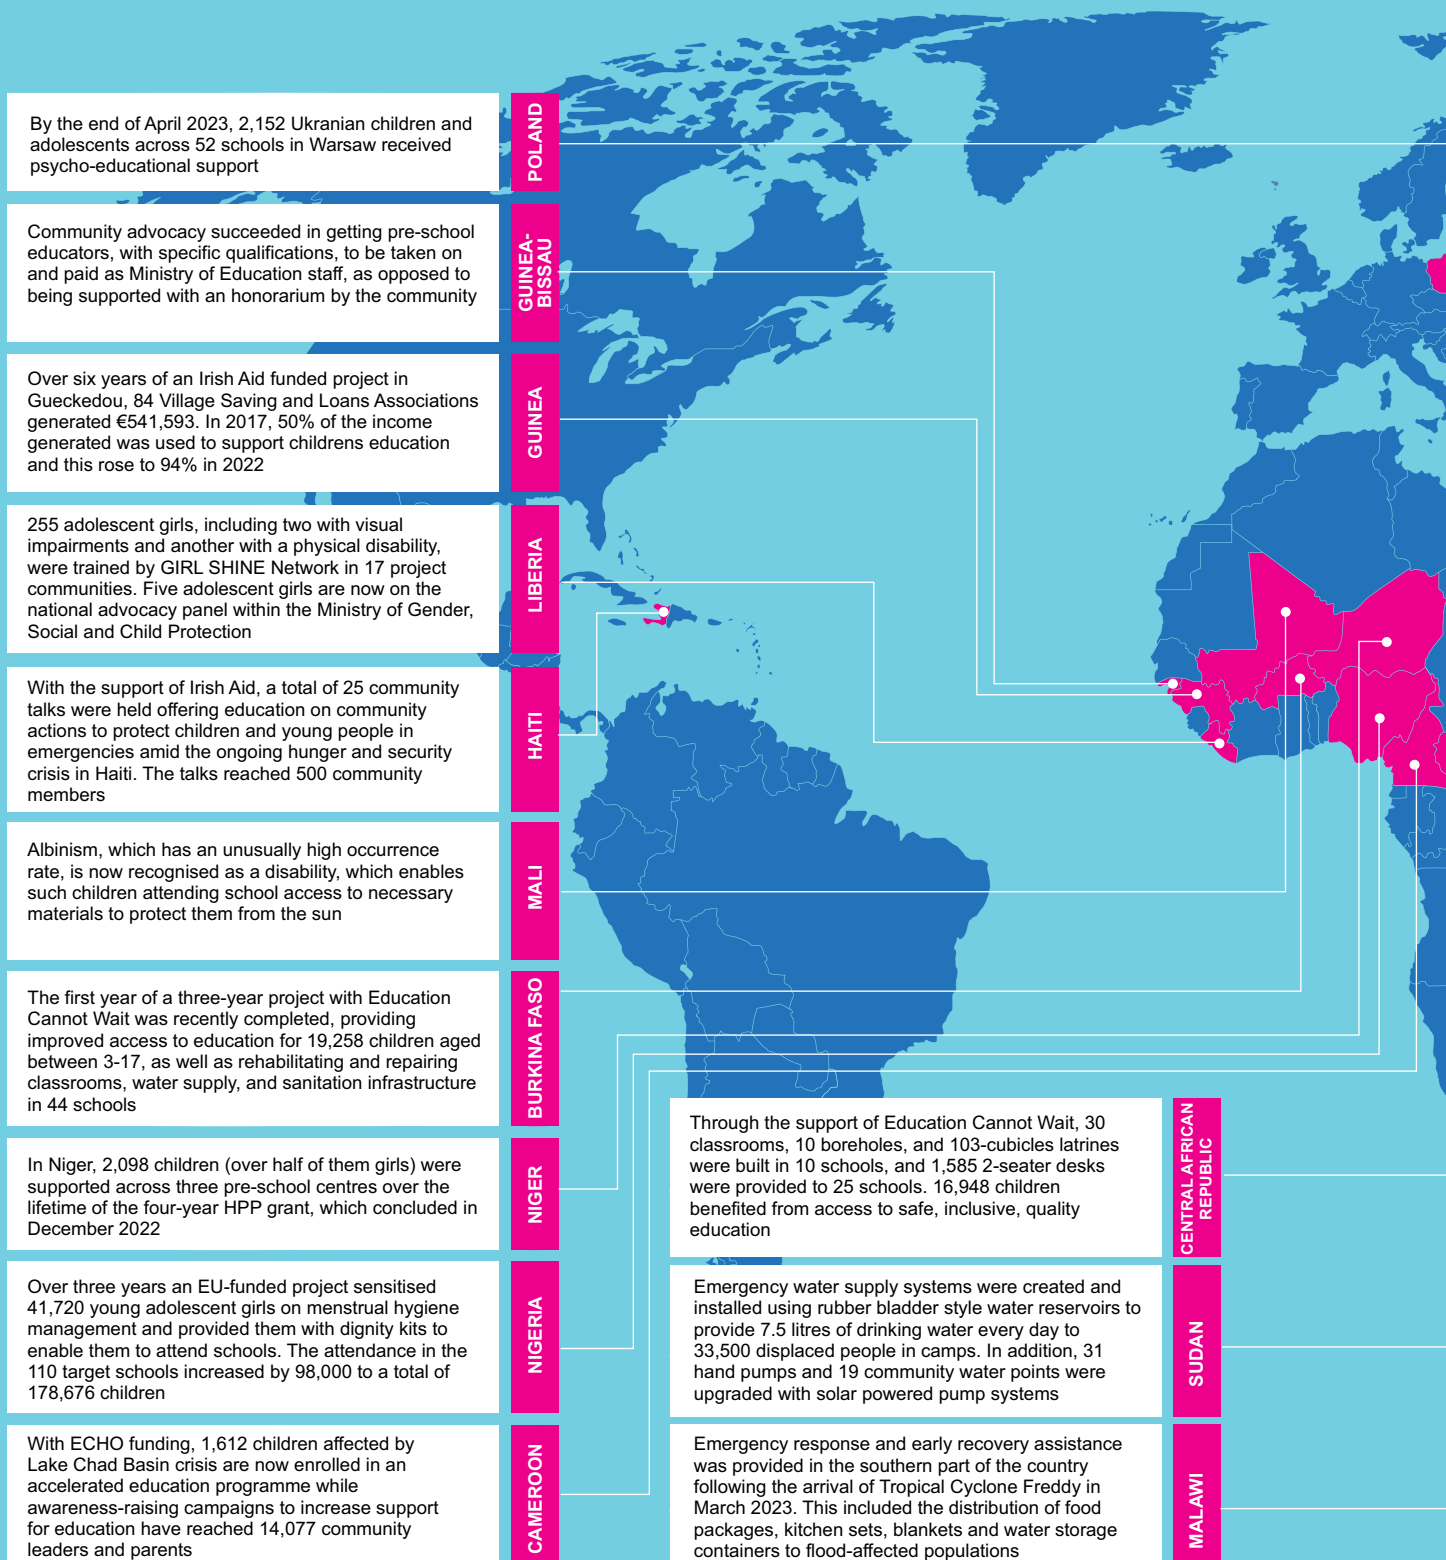 By the end of April 2023, 2,152 Ukranian children and
adolescents across 52 schools in Warsaw received
psycho-educational support
POLAND
Community advocacy succeeded in getting pre-school
educators, with specific qualifications, to be taken on
and paid as Ministry of Education staff, as opposed to
being supported with an honorarium by the community
GUINEA-
BISSAU
Over six years of an Irish Aid funded project in
Gueckedou, 84 Village Saving and Loans Associations
generated €541,593. In 2017, 50% of the income
generated was used to support childrens education
and this rose to 94% in 2022
GUINEA
255 adolescent girls, including two with visual
impairments and another with a physical disability,
were trained by GIRL SHINE Network in 17 project
communities. Five adolescent girls are now on the
national advocacy panel within the Ministry of Gender,
Social and Child Protection
LIBERIA
With the support of Irish Aid, a total of 25 community
talks were held offering education on community
actions to protect children and young people in
emergencies amid the ongoing hunger and security
crisis in Haiti. The talks reached 500 community
members
HAITI
Albinism, which has an unusually high occurrence
rate, is now recognised as a disability, which enables
such children attending school access to necessary
materials to protect them from the sun
MALI
The first year of a three-year project with Education
Cannot Wait was recently completed, providing
improved access to education for 19,258 children aged
between 3-17, as well as rehabilitating and repairing
classrooms, water supply, and sanitation infrastructure
in 44 schools
BURKINA FASO
In Niger, 2,098 children (over half of them girls) were
supported across three pre-school centres over the
lifetime of the four-year HPP grant, which concluded in
December 2022
NIGER
Over three years an EU-funded project sensitised
41,720 young adolescent girls on menstrual hygiene
management and provided them with dignity kits to
enable them to attend schools. The attendance in the
110 target schools increased by 98,000 to a total of
178,676 children
NIGERIA
With ECHO funding, 1,612 children affected by
Lake Chad Basin crisis are now enrolled in an
accelerated education programme while
awareness-raising campaigns to increase support
for education have reached 14,077 community
leaders and parents
CAMEROON
Through the support of Education Cannot Wait, 30
classrooms, 10 boreholes, and 103-cubicles latrines
were built in 10 schools, and 1,585 2-seater desks
were provided to 25 schools. 16,948 children
benefited from access to safe, inclusive, quality
education
CENTRAL AFRICAN
REPUBLIC
Emergency water supply systems were created and
installed using rubber bladder style water reservoirs to
provide 7.5 litres of drinking water every day to
33,500 displaced people in camps. In addition, 31
hand pumps and 19 community water points were
upgraded with solar powered pump systems
SUDAN
Emergency response and early recovery assistance
was provided in the southern part of the country
following the arrival of Tropical Cyclone Freddy in
March 2023. This included the distribution of food
packages, kitchen sets, blankets and water storage
containers to flood-affected populations
MALAWI